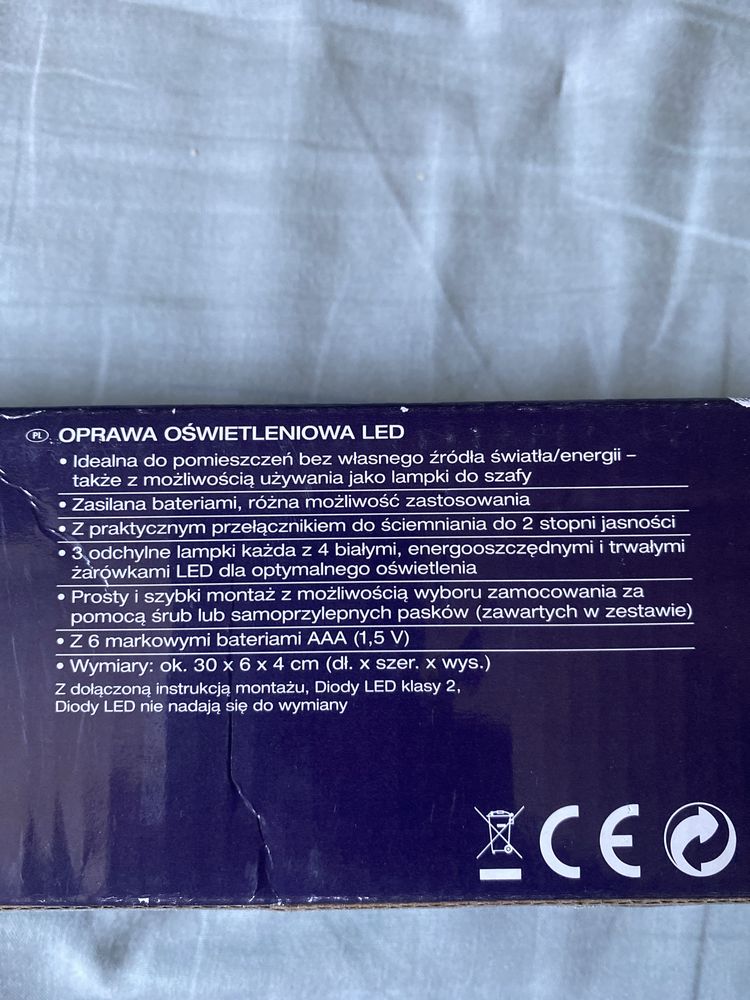 PL OPRAWA OŚWIETLENIOWA LED
• Idealna do pomieszczeń bez własnego źródła światła/energii –
także z możliwością używania jako lampki do szafy
• Zasilana bateriami, różna możliwość zastosowania
• Z praktycznym przełącznikiem do ściemniania do 2 stopni jasności
• 3 odchylne lampki każda z 4 białymi, energooszczędnymi i trwałymi
żarówkami LED dla optymalnego oświetlenia
• Prosty i szybki montaż z możliwością wyboru zamocowania za
pomocą śrub lub samoprzylepnych pasków (zawartych w zestawie)
• Z 6 markowymi bateriami AAA (1,5 V)
• Wymiary: ok. 30 x 6 x 4 cm (dł. x szer. x wys.)
Z dołączoną instrukcją montażu, Diody LED klasy 2,
Diody LED nie nadają się do wymiany
CE